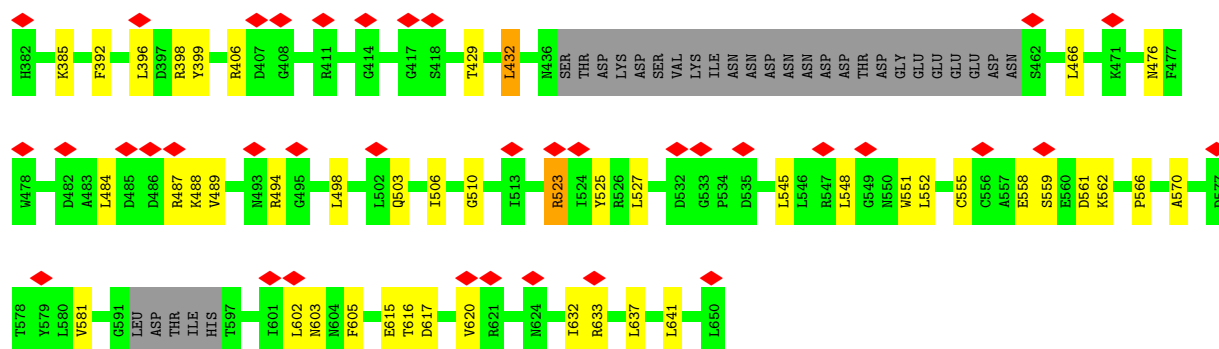 H382 K385 F392 L396 D397 R398 Y399 R406 D407 G408 R411 G414 G417 S418 T429 L432 N436 SER THR ASP LYS ASP SER VAL LYS ILE ASN ASN ASP ASN ASN ASP ASP THR ASP GLY GLU GLU GLU GLU ASP ASN S462 L466 K471 N476 F477
W478 D482 A483 L484 D485 D486 R487 K488 V489 N493 R494 G495 L498 L502 Q503 I506 G510 I513 R523 I524 Y525 R526 L527 D532 G533 P534 D535 L545 L546 R547 L548 G549 N550 W551 L552 C555 C556 A557 E558 S559 E560 D561 K562 P566 A570 D577
T578 Y579 L580 V581 G591 LEU ASP THR ILE HIS T597 I601 L602 N603 N604 F605 E615 T616 D617 V620 R621 N624 I632 R633 L637 L641 L650